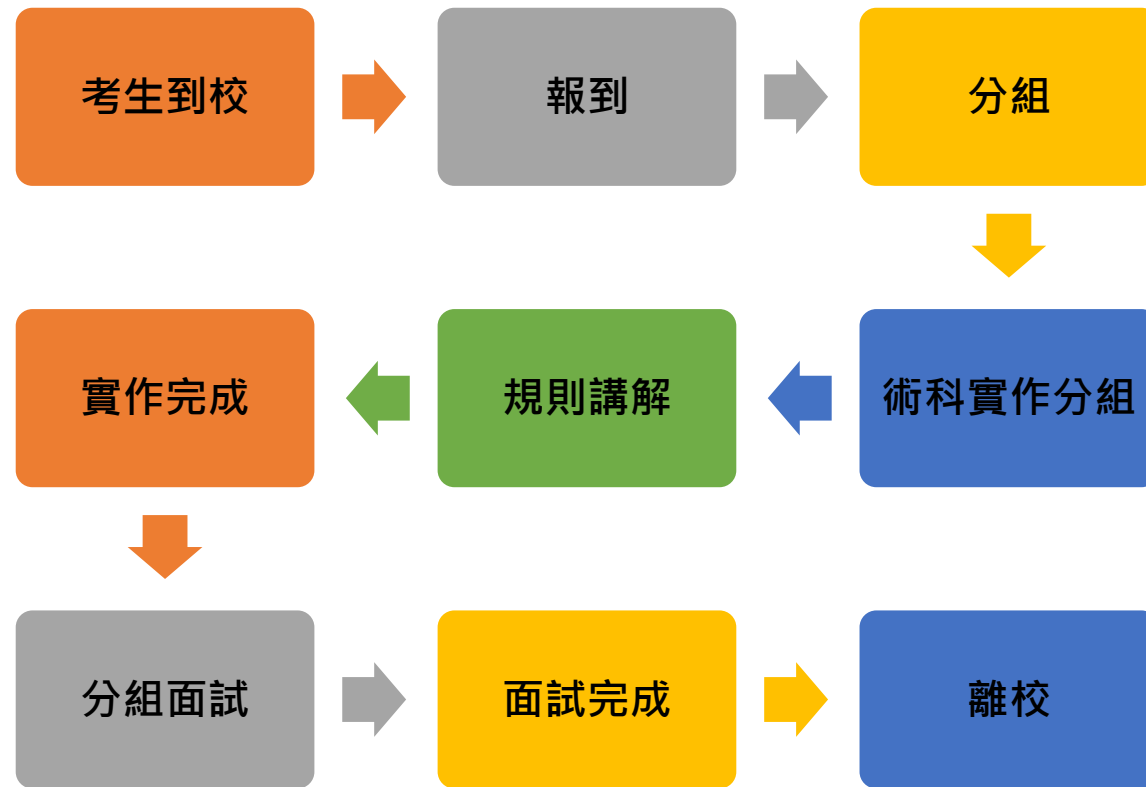 考生到校
報到
分組
術科實作分組
規則講解
實作完成
分組面試
面試完成
離校